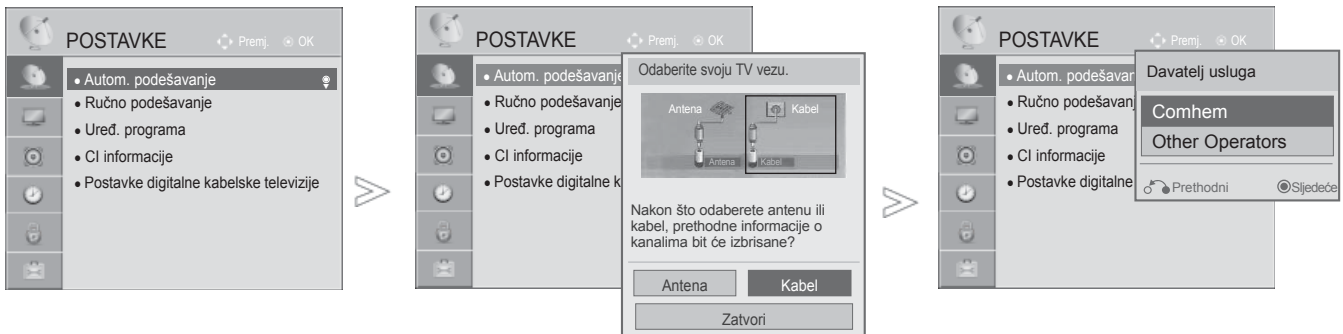 POSTAVKE
Premj. OK
• Autom. podešavanje
• Ručno podešavanje
• Uređ. programa
• CI informacije
• Postavke digitalne kabelske televizije
POSTAVKE
Premj. OK
• Autom. podešavanje
• Ručno podešavanje
• Uređ. programa
• CI informacije
• Postavke digitalne k
Odaberite svoju TV vezu.
Antena
Kabel
Antena
Kabel
Nakon što odaberete antenu ili
kabel, prethodne informacije o
kanalima bit će izbrisane?
Antena
Kabel
Zatvori
POSTAVKE
Premj. OK
• Autom. podešavan
• Ručno podešavanj
• Uređ. programa
• CI informacije
• Postavke digitalne
Davatelj usluga
Comhem
Other Operators
Prethodni
Sljedeće